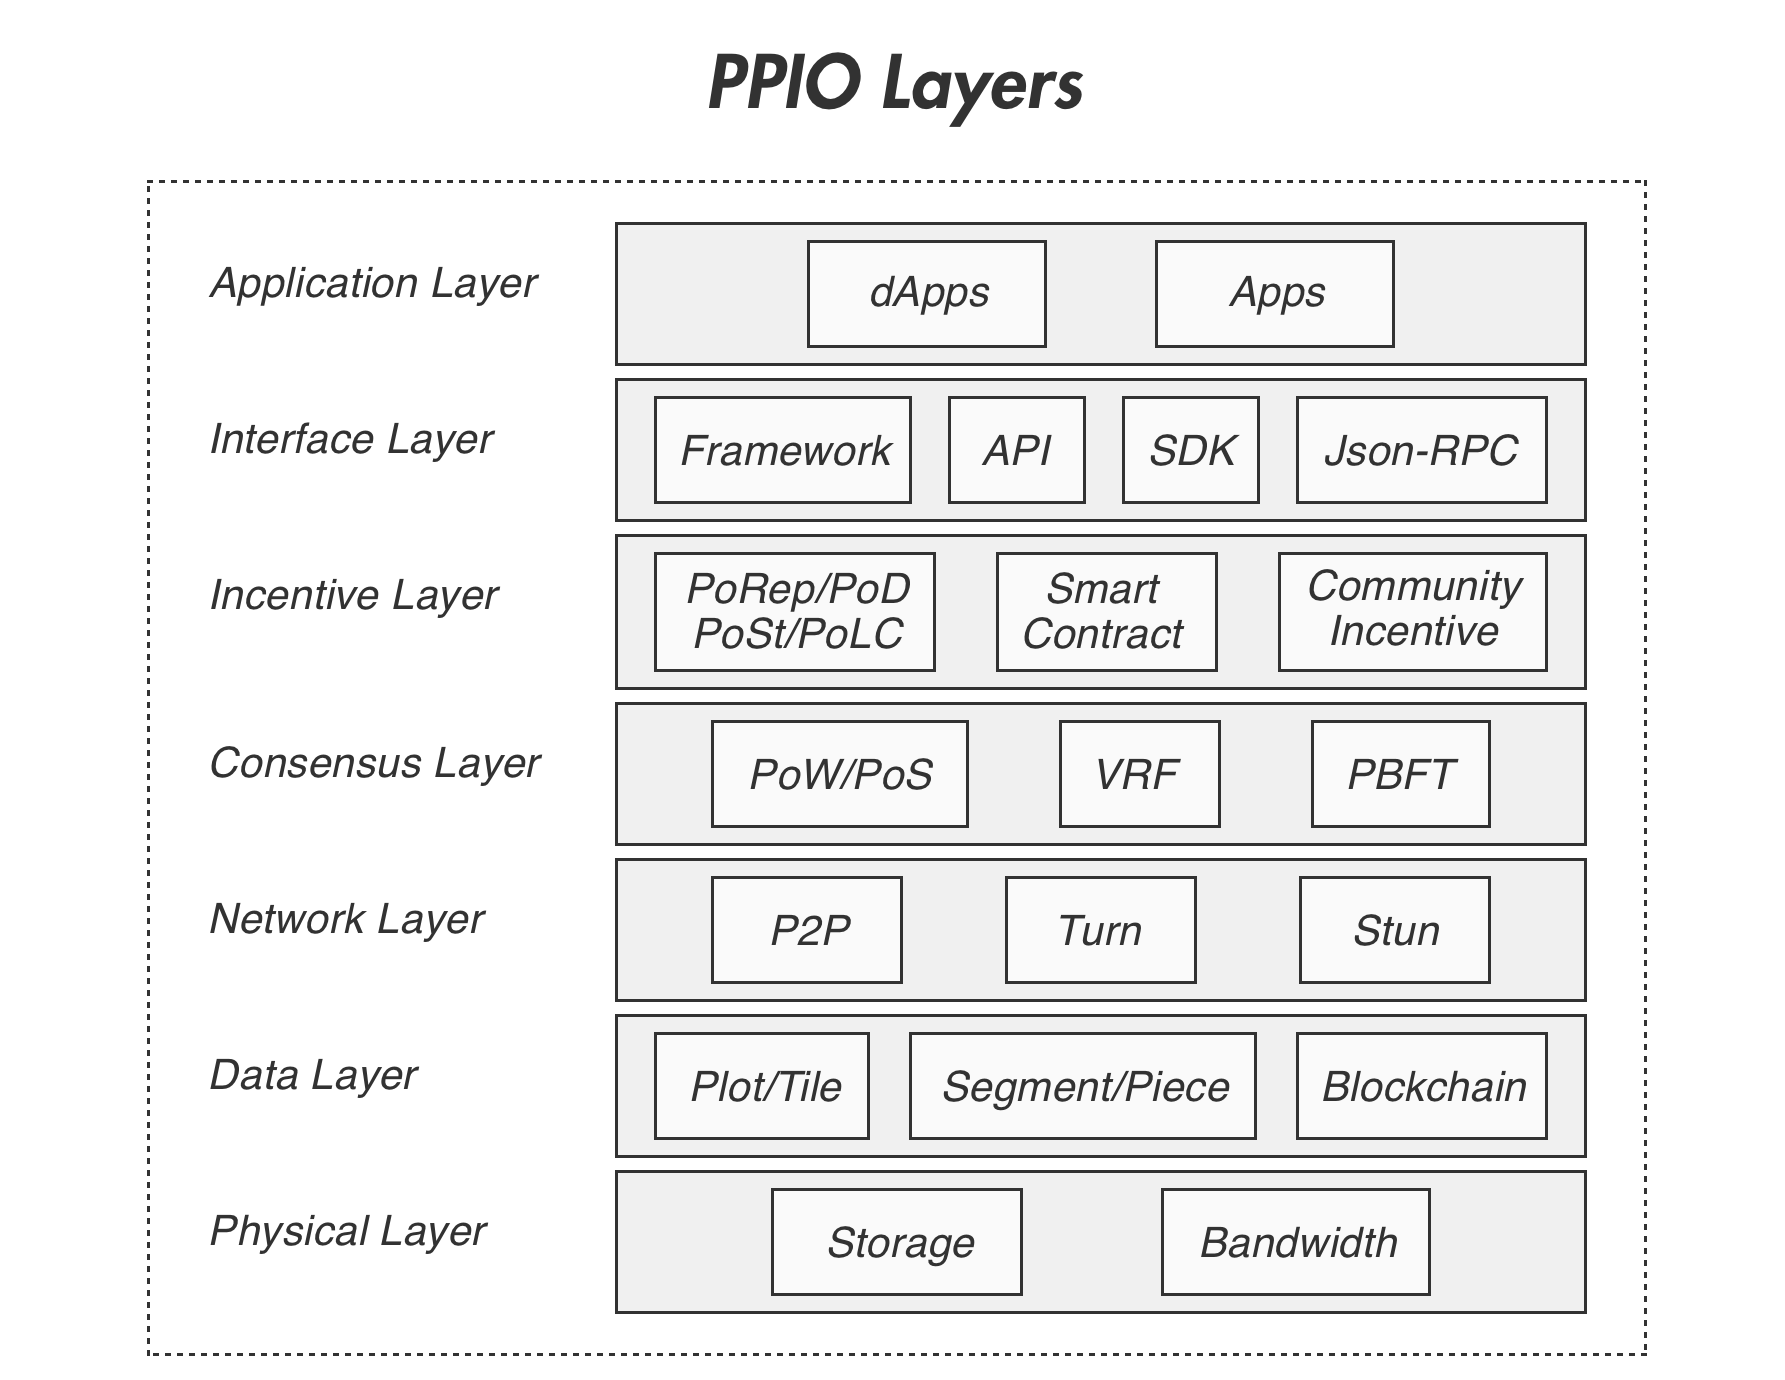 PPIO Layers
Application Layer
dApps
Apps
Interface Layer
Framework
API
SDK
Json-RPC
Incentive Layer
PoRep/PoD
PoSt/PoLC
Smart
Contract
Community
Incentive
Consensus Layer
PoW/PoS
VRF
PBFT
Network Layer
P2P
Turn
Stun
Data Layer
Plot/Tile
Segment/Piece
Blockchain
Physical Layer
Storage
Bandwidth